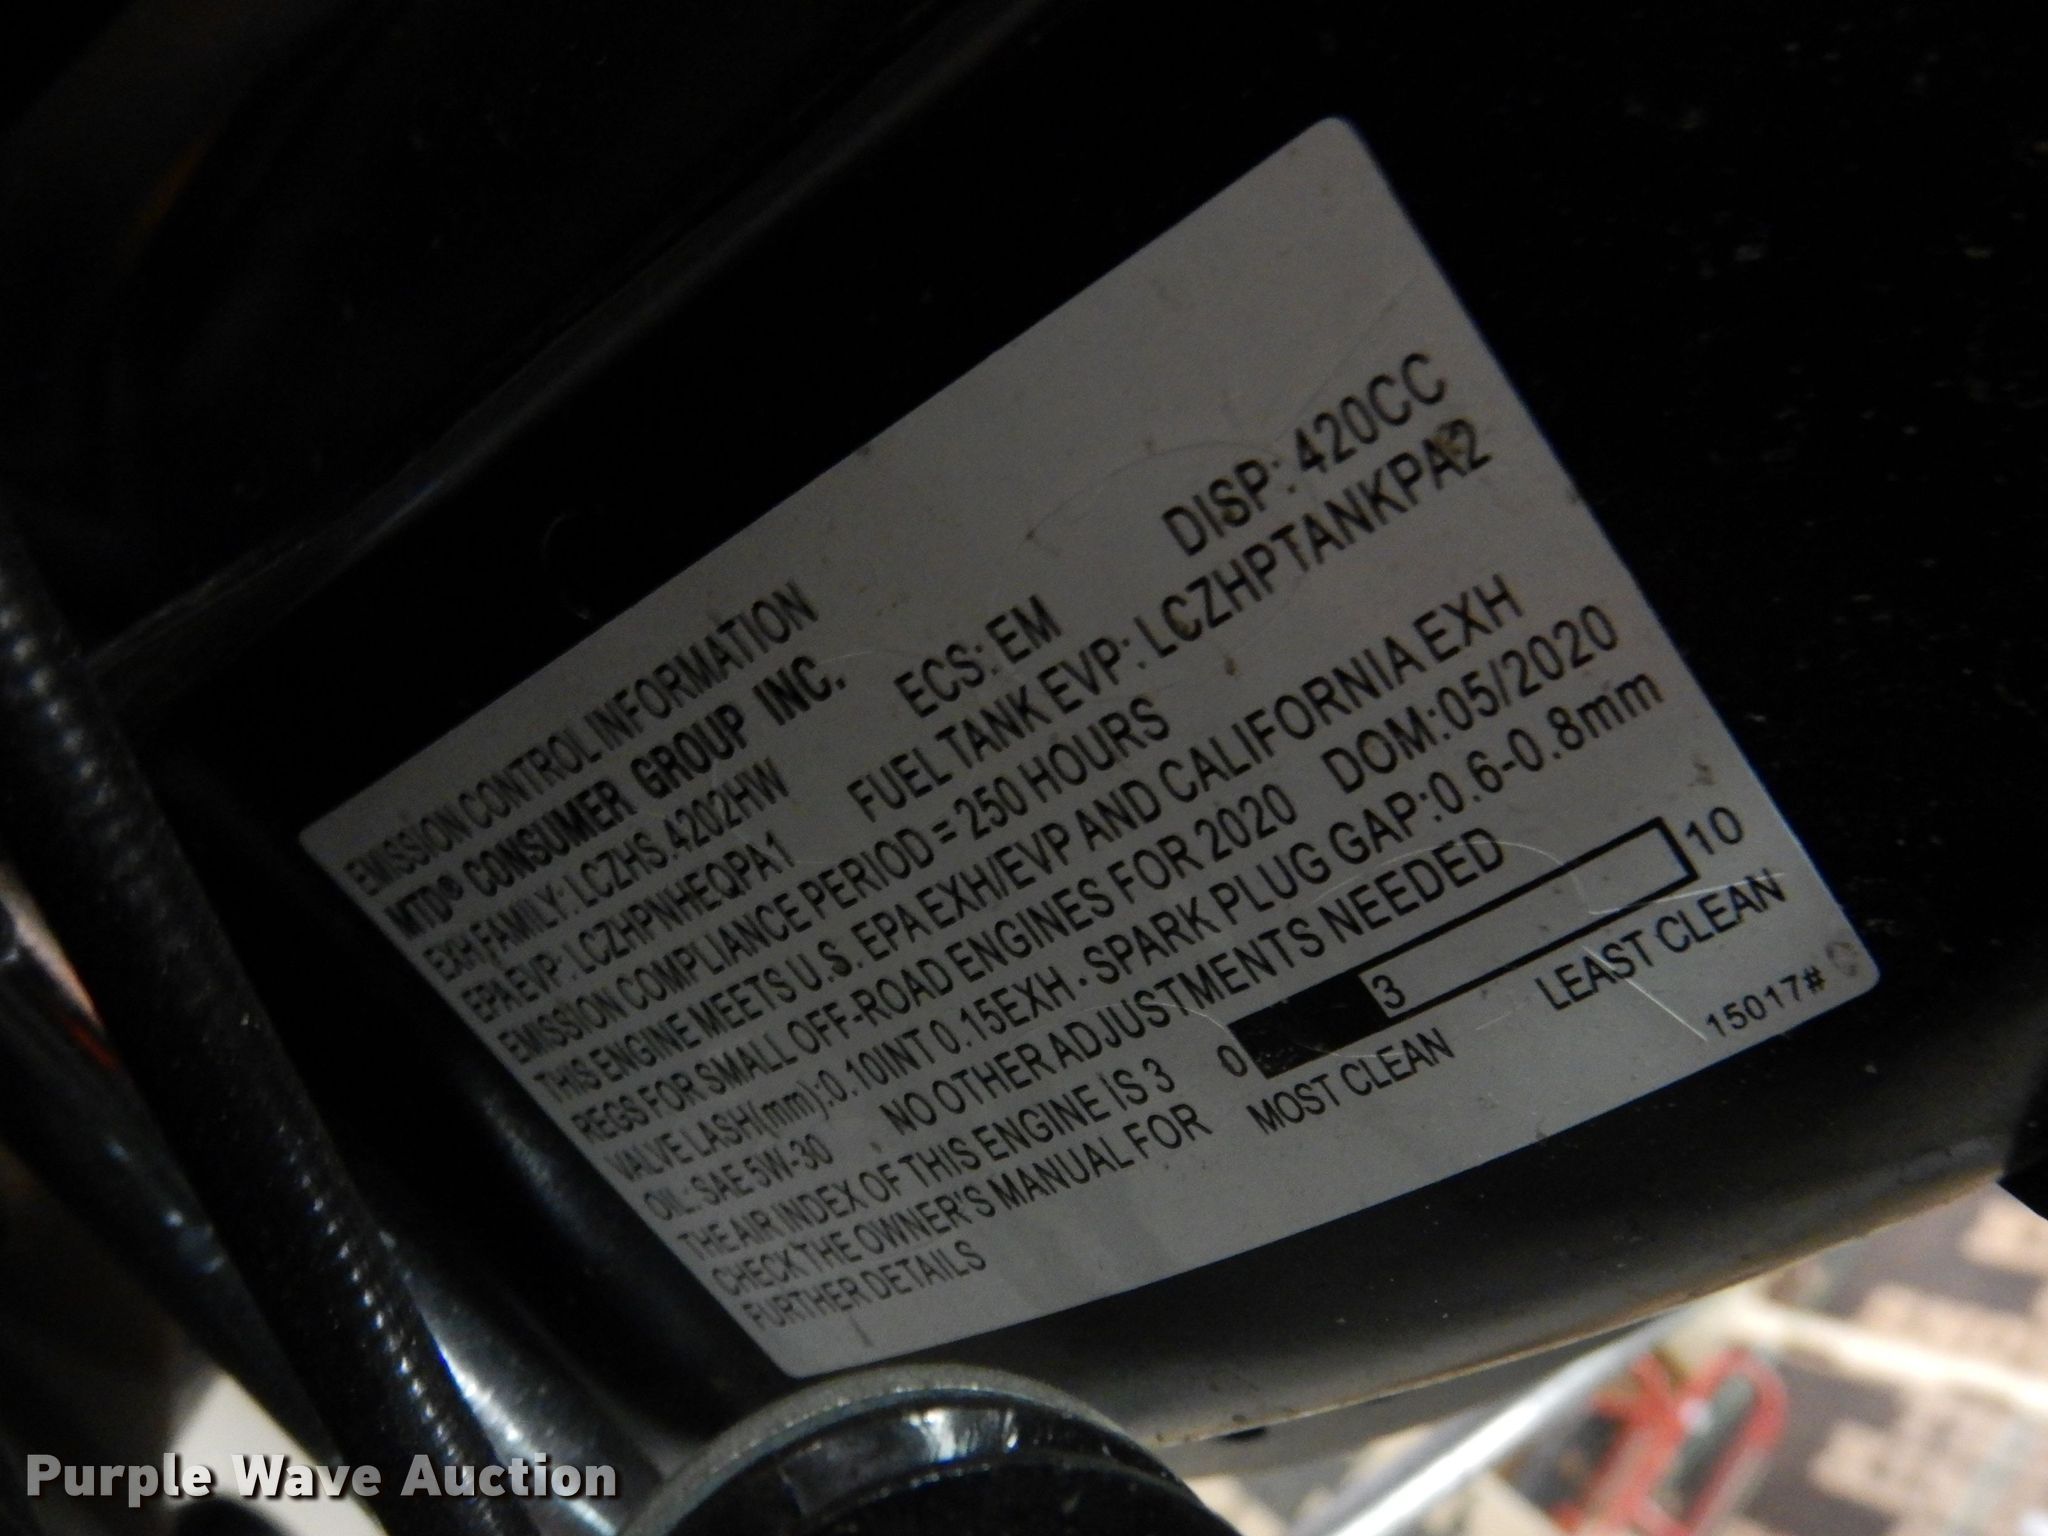 EMISSION CONTROL INFORMATION
MTD® CONSUMER GROUP INC.
EXH FAMILY: LCZHS.4202HW ECS: EM DISP: 420CC
EPA EVP: LCZHPNHEQPA1 FUEL TANK EVP: LCZHPTANKPA2
EMISSION COMPLIANCE PERIOD = 250 HOURS
THIS ENGINE MEETS U.S. EPA EXH/EVP AND CALIFORNIA EXH
REGS FOR SMALL OFF-ROAD ENGINES FOR 2020 DOM:05/2020
VALVE LASH(mm):0.10INT 0.15EXH · SPARK PLUG GAP:0.6-0.8mm
OIL: SAE 5W-30 NO OTHER ADJUSTMENTS NEEDED
THE AIR INDEX OF THIS ENGINE IS 3 0 3 10
CHECK THE OWNER'S MANUAL FOR MOST CLEAN LEAST CLEAN
FURTHER DETAILS 15017#
Purple Wave Auction